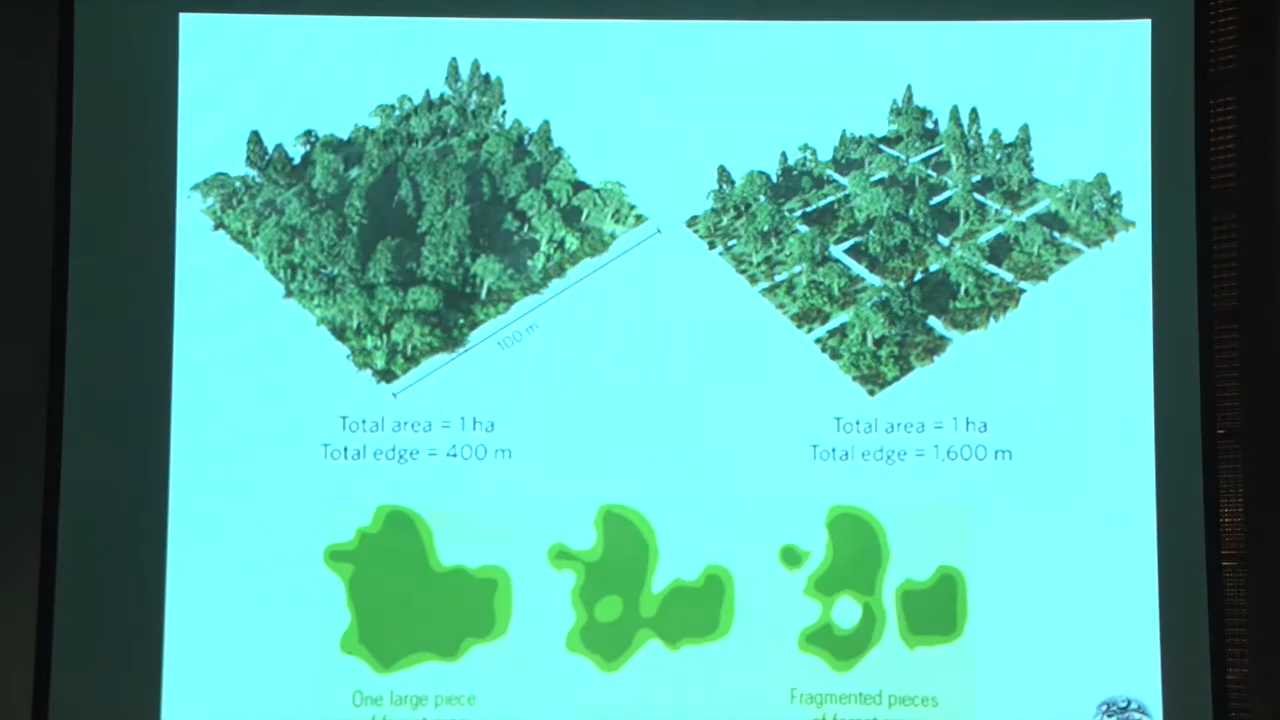 100 m
Total area = 1 ha
Total edge = 400 m
Total area = 1 ha
Total edge = 1,600 m
One large piece
Fragmented pieces